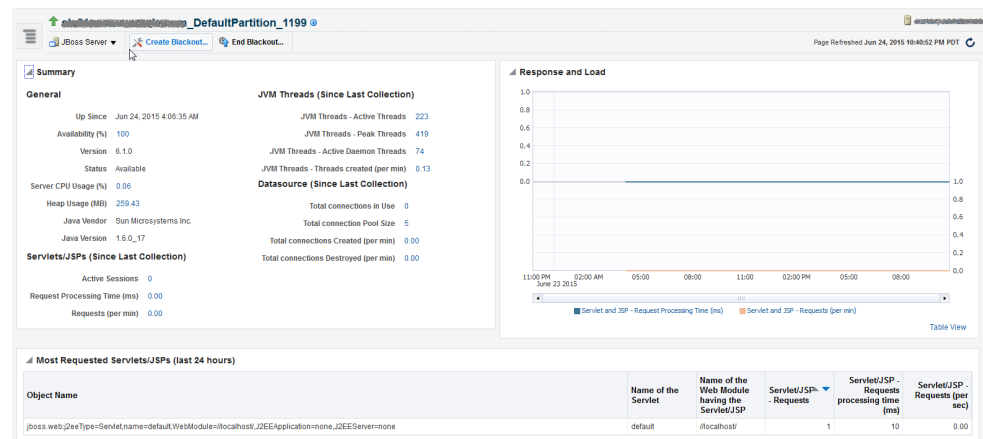 _DefaultPartition_1199
JBoss Server
Create Blackout...
End Blackout...
Page Refreshed Jun 24, 2015 10:40:52 PM PDT
Summary
General
Up Since Jun 24, 2015 4:06:35 AM
Availability (%) 100
Version 6.1.0
Status Available
Server CPU Usage (%) 0.06
Heap Usage (MB) 259.43
Java Vendor Sun Microsystems Inc.
Java Version 1.6.0_17
Servlets/JSPs (Since Last Collection)
Active Sessions 0
Request Processing Time (ms) 0.00
Requests (per min) 0.00
JVM Threads (Since Last Collection)
JVM Threads - Active Threads 223
JVM Threads - Peak Threads 419
JVM Threads - Active Daemon Threads 74
JVM Threads - Threads created (per min) 0.13
Datasource (Since Last Collection)
Total connections in Use 0
Total connection Pool Size 5
Total connections Created (per min) 0.00
Total connections Destroyed (per min) 0.00
Response and Load
1.0
0.8
0.6
0.4
0.2
0.0
1.0
0.8
0.6
0.4
0.2
0.0
11:00 PM 02:00 AM 05:00 08:00 11:00 02:00 PM 05:00 08:00
June 23 2015
Servlet and JSP - Request Processing Time (ms)
Servlet and JSP - Requests (per min)
Table View
Most Requested Servlets/JSPs (last 24 hours)
Object Name
Name of the
Servlet
Name of the
Web Module
having the
Servlet/JSP
Servlet/JSP
- Requests
Servlet/JSP -
Requests
processing time
(ms)
Servlet/JSP -
Requests (per
sec)
jboss.web:j2eeType=Servlet,name=default,WebModule=//localhost/,J2EEApplication=none,J2EEServer=none default //localhost/ 1 10 0.00